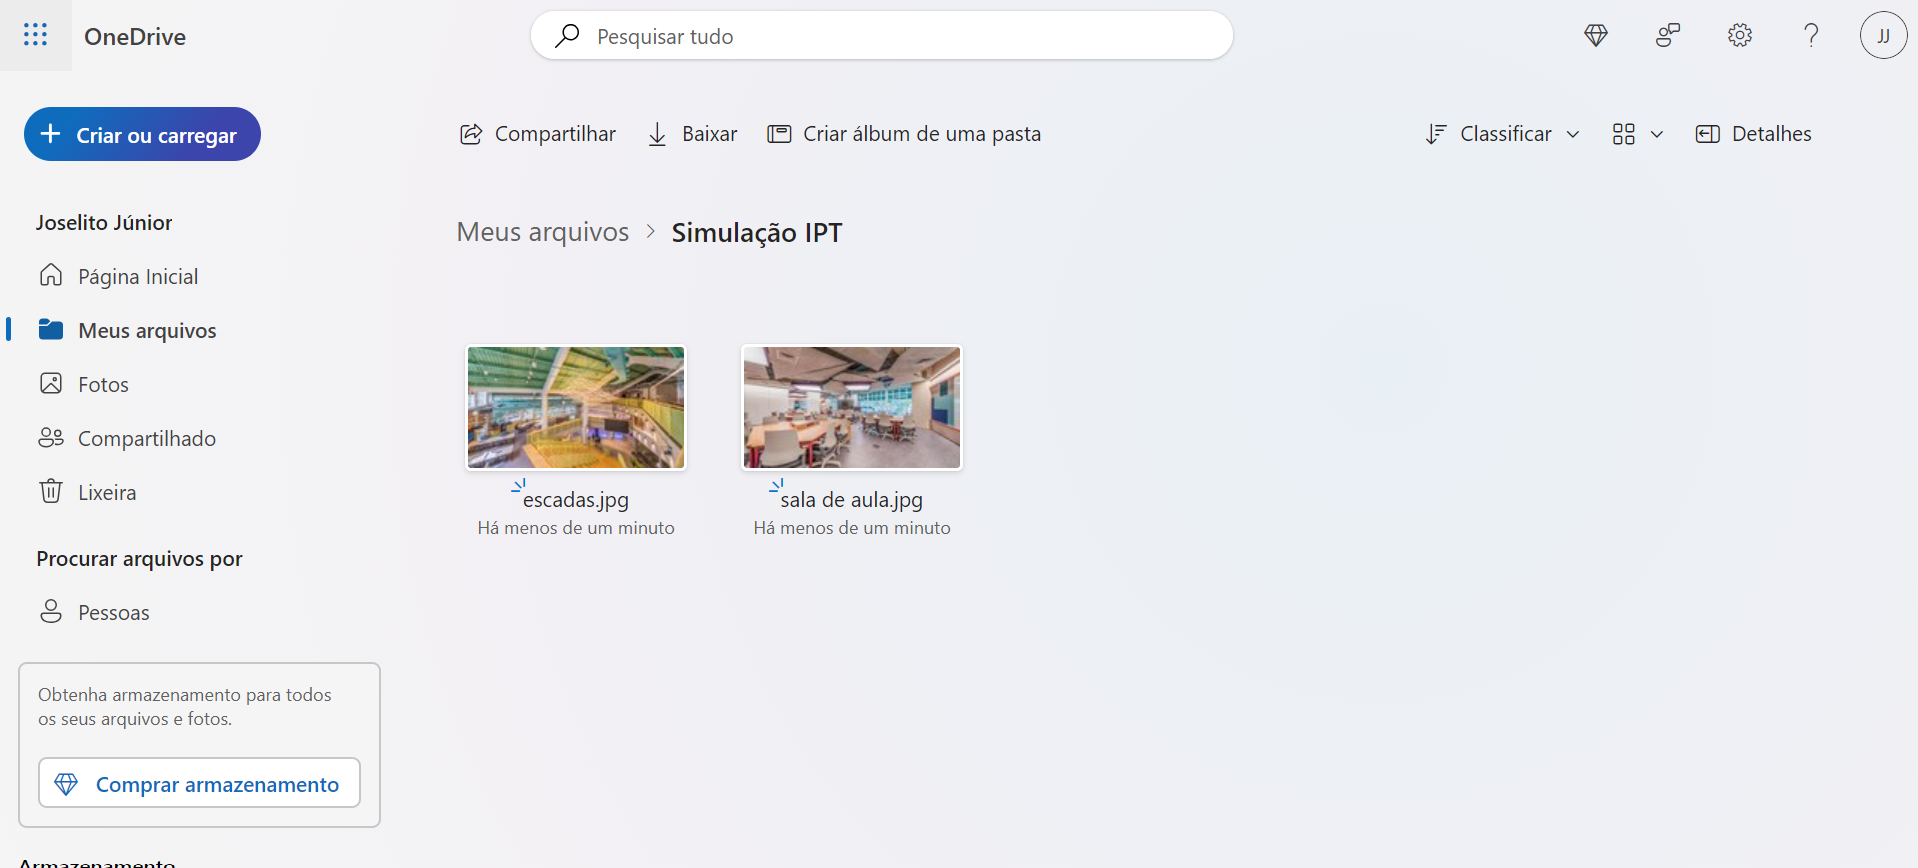 OneDrive
Pesquisar tudo
JJ
Criar ou carregar
Compartilhar
Baixar
Criar álbum de uma pasta
Classificar
Detalhes
Joselito Júnior
Página Inicial
Meus arquivos
Fotos
Compartilhado
Lixeira
Procurar arquivos por
Pessoas
Obtenha armazenamento para todos
os seus arquivos e fotos.
Comprar armazenamento
Armazenamento
Meus arquivos > Simulação IPT
escadas.jpg
Há menos de um minuto
sala de aula.jpg
Há menos de um minuto